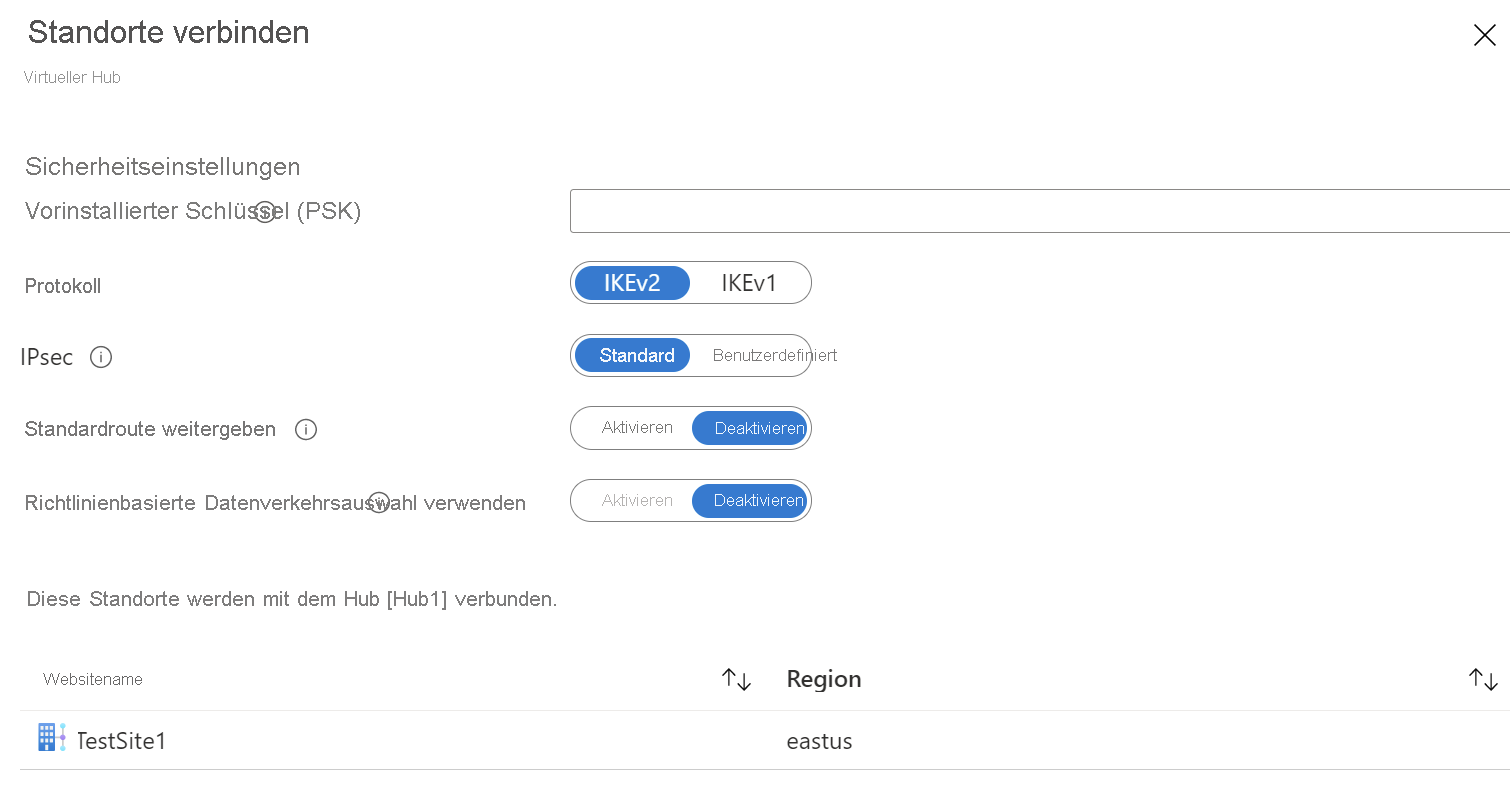 Standorte verbinden
Virtueller Hub
Sicherheitseinstellungen
Vorinstallierter Schlüssel (PSK)
Protokoll IKEv2 IKEv1
IPsec Standard Benutzerdefiniert
Standardroute weitergeben Aktivieren Deaktivieren
Richtlinienbasierte Datenverkehrsauswahl verwenden Aktivieren Deaktivieren
Diese Standorte werden mit dem Hub [Hub1] verbunden.
Websitename Region
TestSite1 eastus